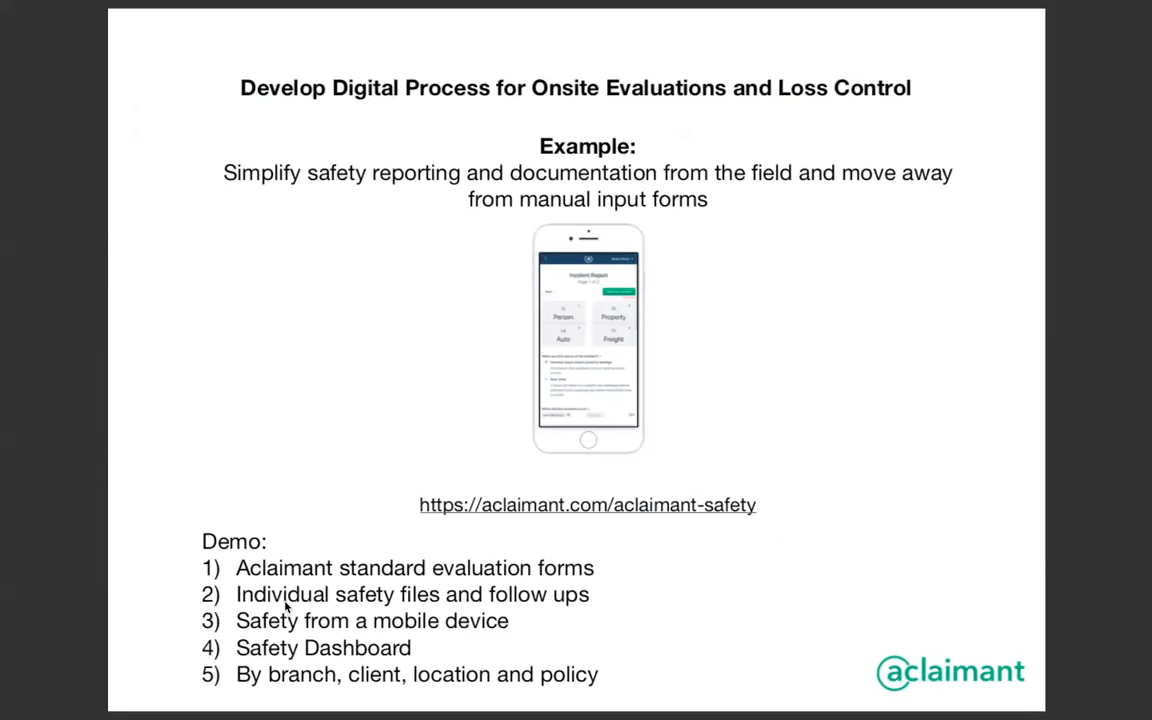 Develop Digital Process for Onsite Evaluations and Loss Control
Example:
Simplify safety reporting and documentation from the field and move away
from manual input forms
Incident Report
Person
Property
Auto
Freight
https://aclaimant.com/aclaimant-safety
Demo:
1) Aclaimant standard evaluation forms
2) Individual safety files and follow ups
3) Safety from a mobile device
4) Safety Dashboard
5) By branch, client, location and policy
aclaimant